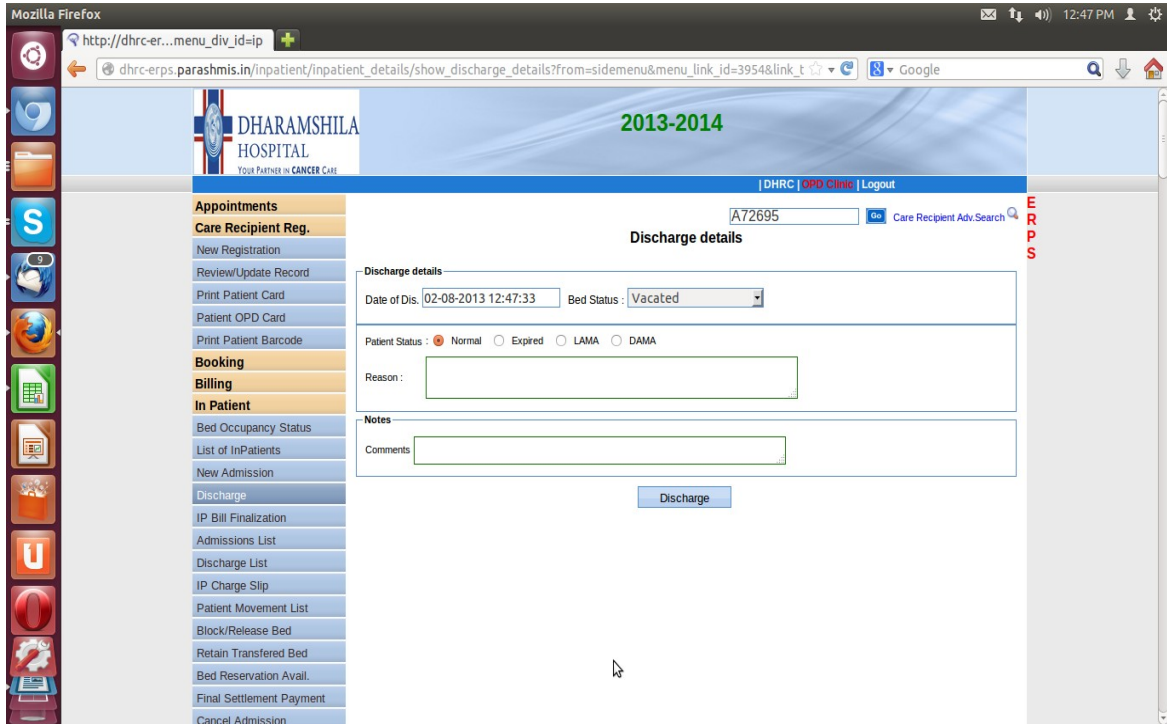 Mozilla Firefox
12:47 PM
http://dhrc-er...menu_div_id=ip
dhrc-erps.parashmis.in/inpatient/inpatient_details/show_discharge_details?from=sidemenu&menu_link_id=3954&link_t
8 Google
DHARAMSHILA
HOSPITAL
YOUR PARTNER IN CANCER CARE
2013-2014
| DHRC | OPD Clinic | Logout
A72695 Go Care Recipient Adv.Search
E
R
P
S
Appointments
Care Recipient Reg.
New Registration
Review/Update Record
Print Patient Card
Patient OPD Card
Print Patient Barcode
Booking
Billing
In Patient
Bed Occupancy Status
List of InPatients
New Admission
Discharge
IP Bill Finalization
Admissions List
Discharge List
IP Charge Slip
Patient Movement List
Block/Release Bed
Retain Transfered Bed
Bed Reservation Avail.
Final Settlement Payment
Cancel Admission
Discharge details
Discharge details
Date of Dis. 02-08-2013 12:47:33 Bed Status : Vacated
Patient Status : Normal Expired LAMA DAMA
Reason :
Notes
Comments
Discharge
9